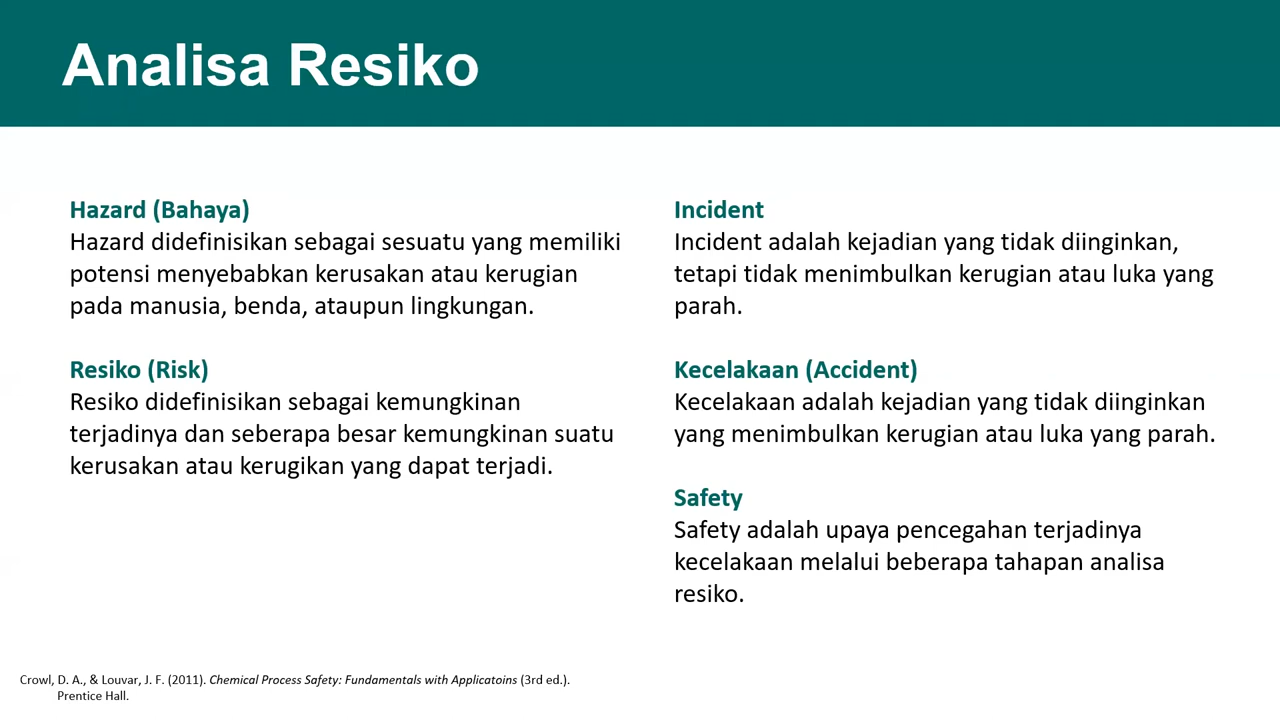 Analisa Resiko
Hazard (Bahaya)
Hazard didefinisikan sebagai sesuatu yang memiliki
potensi menyebabkan kerusakan atau kerugian
pada manusia, benda, ataupun lingkungan.
Resiko (Risk)
Resiko didefinisikan sebagai kemungkinan
terjadinya dan seberapa besar kemungkinan suatu
kerusakan atau kerugikan yang dapat terjadi.
Incident
Incident adalah kejadian yang tidak diinginkan,
tetapi tidak menimbulkan kerugian atau luka yang
parah.
Kecelakaan (Accident)
Kecelakaan adalah kejadian yang tidak diinginkan
yang menimbulkan kerugian atau luka yang parah.
Safety
Safety adalah upaya pencegahan terjadinya
kecelakaan melalui beberapa tahapan analisa
resiko.
Crowl, D. A., & Louvar, J. F. (2011). Chemical Process Safety: Fundamentals with Applicatoins (3rd ed.).
Prentice Hall.